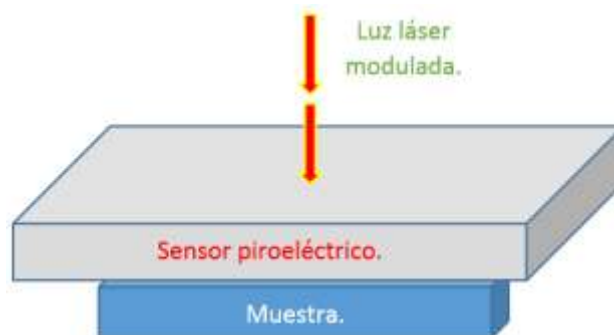 Luz láser
modulada.
Sensor piroeléctrico.
Muestra.